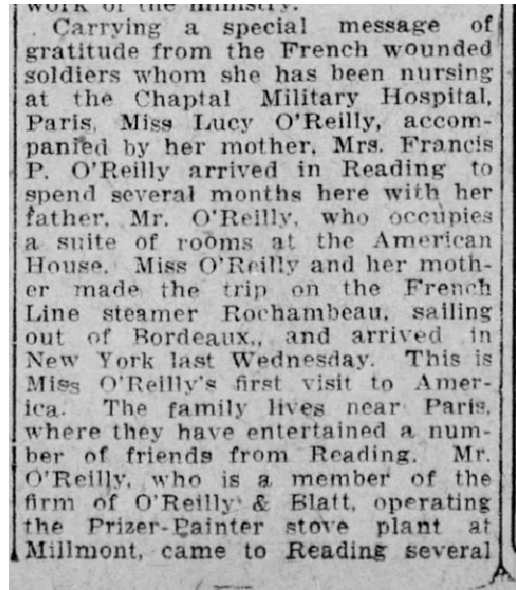 work of the ministry.
Carrying a special message of
gratitude from the French wounded
soldiers whom she has been nursing
at the Chaptal Military Hospital,
Paris, Miss Lucy O'Reilly, accom-
panied by her mother, Mrs. Francis
P. O'Reilly arrived in Reading to
spend several months here with her
father, Mr. O'Reilly, who occupies
a suite of rooms at the American
House. Miss O'Reilly and her moth-
er made the trip on the French
Line steamer Rochambeau, sailing
out of Bordeaux,, and arrived in
New York last Wednesday. This is
Miss O'Reilly's first visit to Amer-
ica. The family lives near Paris,
where they have entertained a num-
ber of friends from Reading. Mr.
O'Reilly, who is a member of the
firm of O'Reilly & Blatt, operating
the Prizer-Painter stove plant at
Millmont, came to Reading several